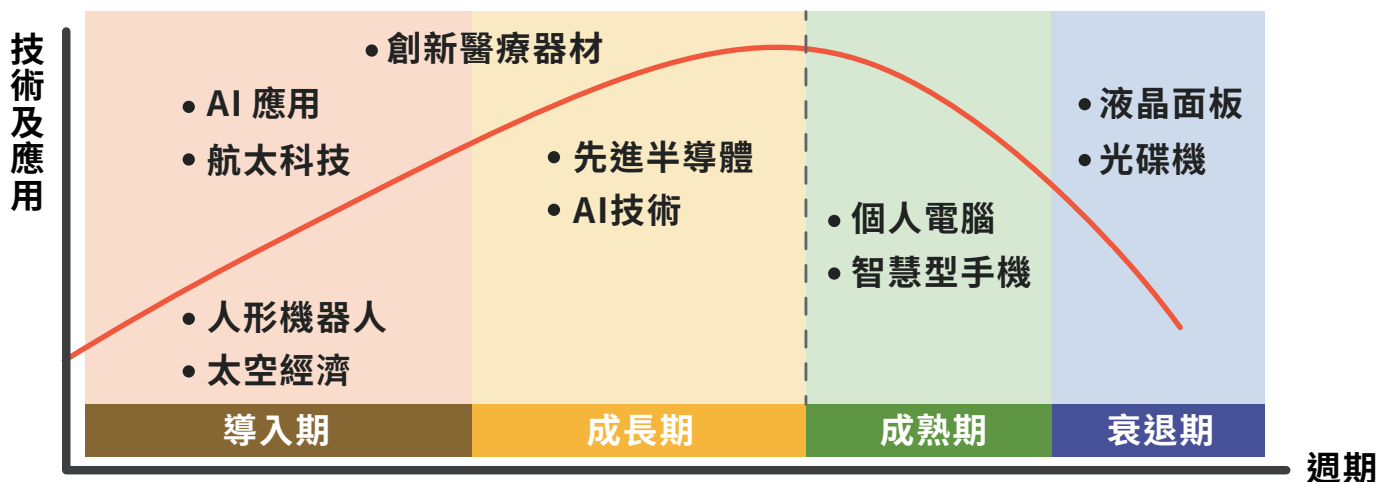 技術及應用
• 創新醫療器材
• AI 應用
• 航太科技
• 人形機器人
• 太空經濟
• 先進半導體
• AI技術
• 個人電腦
• 智慧型手機
• 液晶面板
• 光碟機
導入期
成長期
成熟期
衰退期
週期